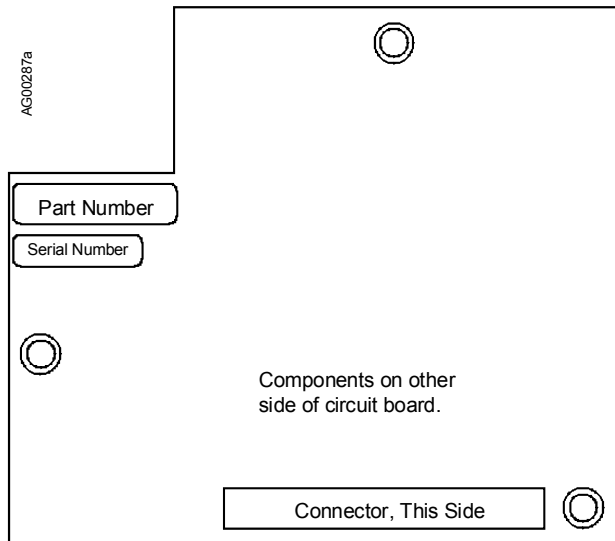 AG00287a
Part Number
Serial Number
Components on other
side of circuit board.
Connector, This Side